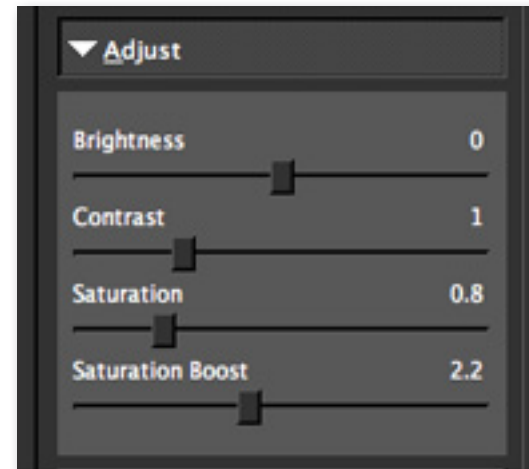 Adjust
Brightness 0
Contrast 1
Saturation 0.8
Saturation Boost 2.2